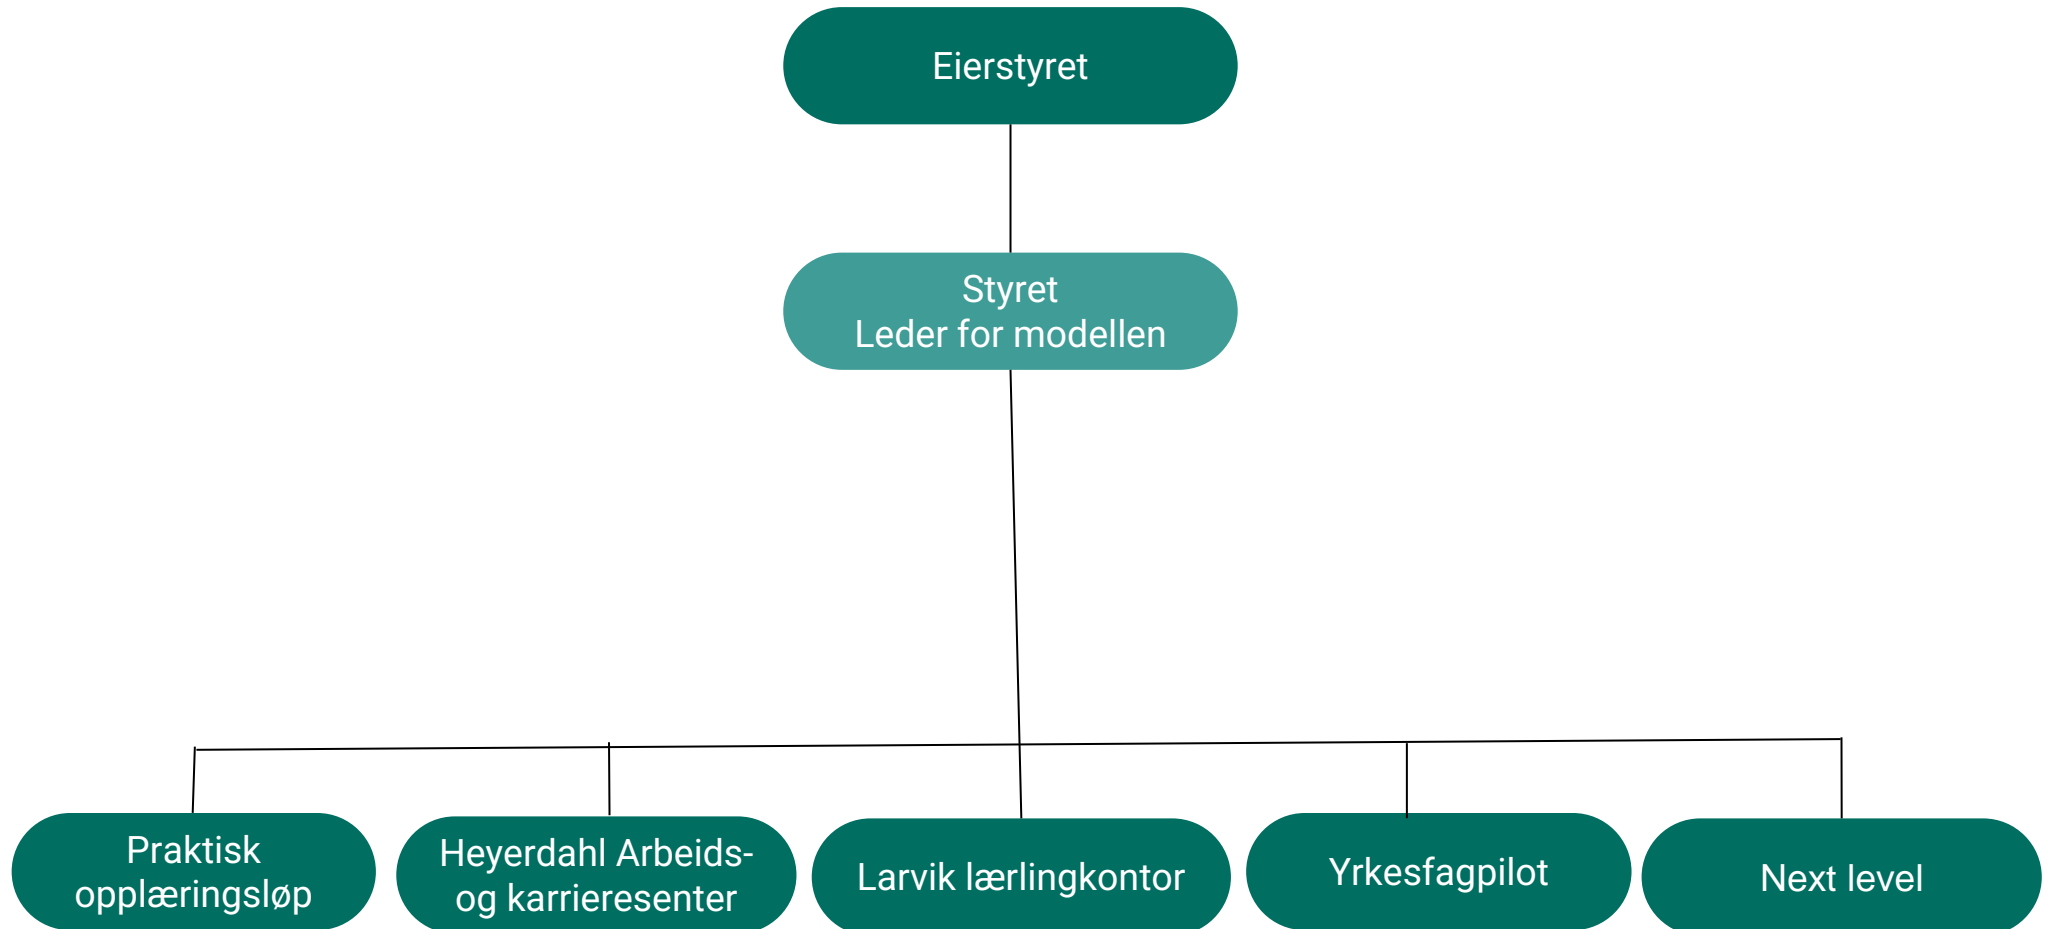 Eierstyret
Styret
Leder for modellen
Praktisk
opplæringsløp
Heyerdahl Arbeids-
og karrieresenter
Larvik lærlingkontor
Yrkesfagpilot
Next level